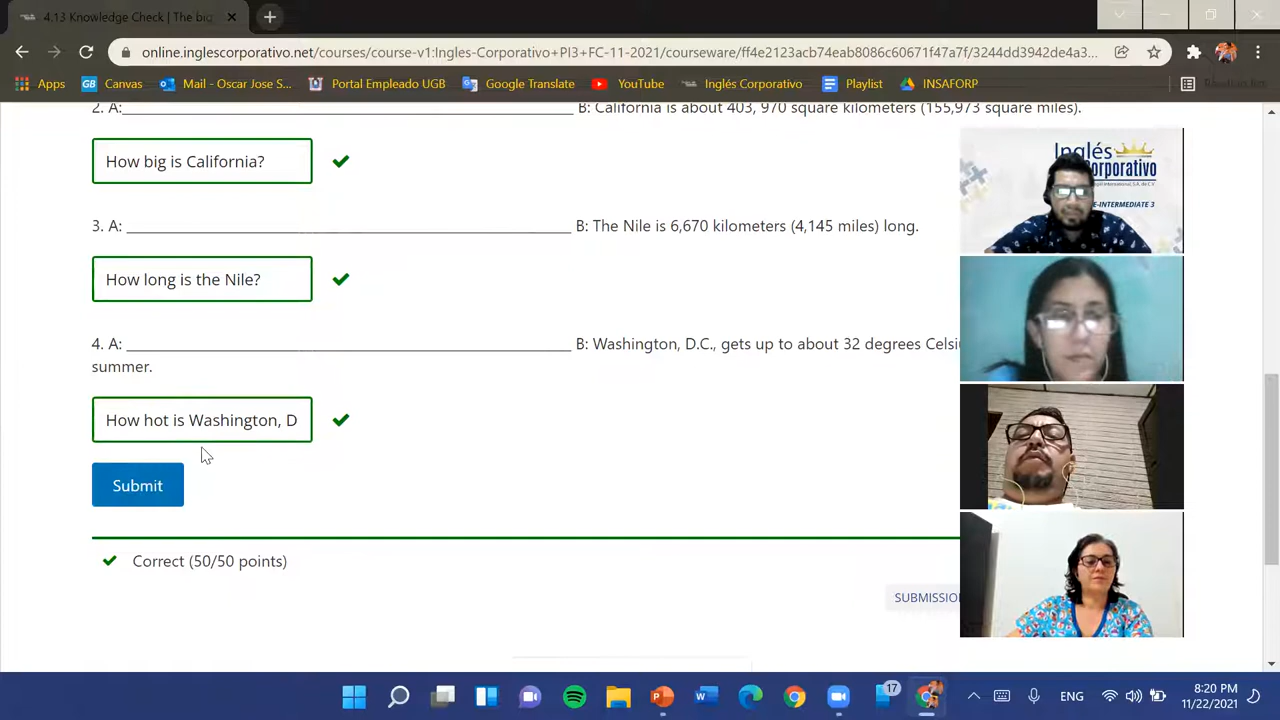 4.13 Knowledge Check | The big
online.inglescorporativo.net/courses/course-v1:Ingles-Corporativo+PI3+FC-11-2021/courseware/ff4e2123acb74eab8086c60671f47a7f/3244dd3942de4a3...
Apps
Canvas
Mail - Oscar Jose S...
Portal Empleado UGB
Google Translate
YouTube
Inglés Corporativo
Playlist
INSAFORP
Reading list
2. A: B: California is about 403, 970 square kilometers (155,973 square miles).
How big is California?
3. A: B: The Nile is 6,670 kilometers (4,145 miles) long.
How long is the Nile?
4. A: B: Washington, D.C., gets up to about 32 degrees Celsi
summer.
How hot is Washington, D
Submit
Correct (50/50 points)
SUBMISSIO
Inglés
Corporativo
E-INTERMEDIATE 3
17
ENG
8:20 PM
11/22/2021